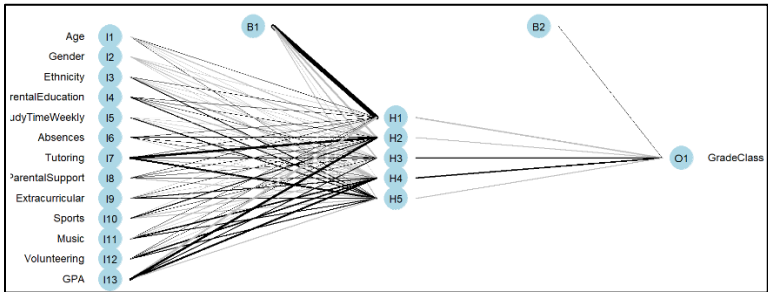 B1 B2
Age I1
Gender I2
Ethnicity I3
rentalEducation I4
udyTimeWeekly I5
Absences I6
Tutoring I7
ParentalSupport I8
Extracurricular I9
Sports I10
Music I11
Volunteering I12
GPA I13
H1
H2
H3
H4
H5
O1 GradeClass